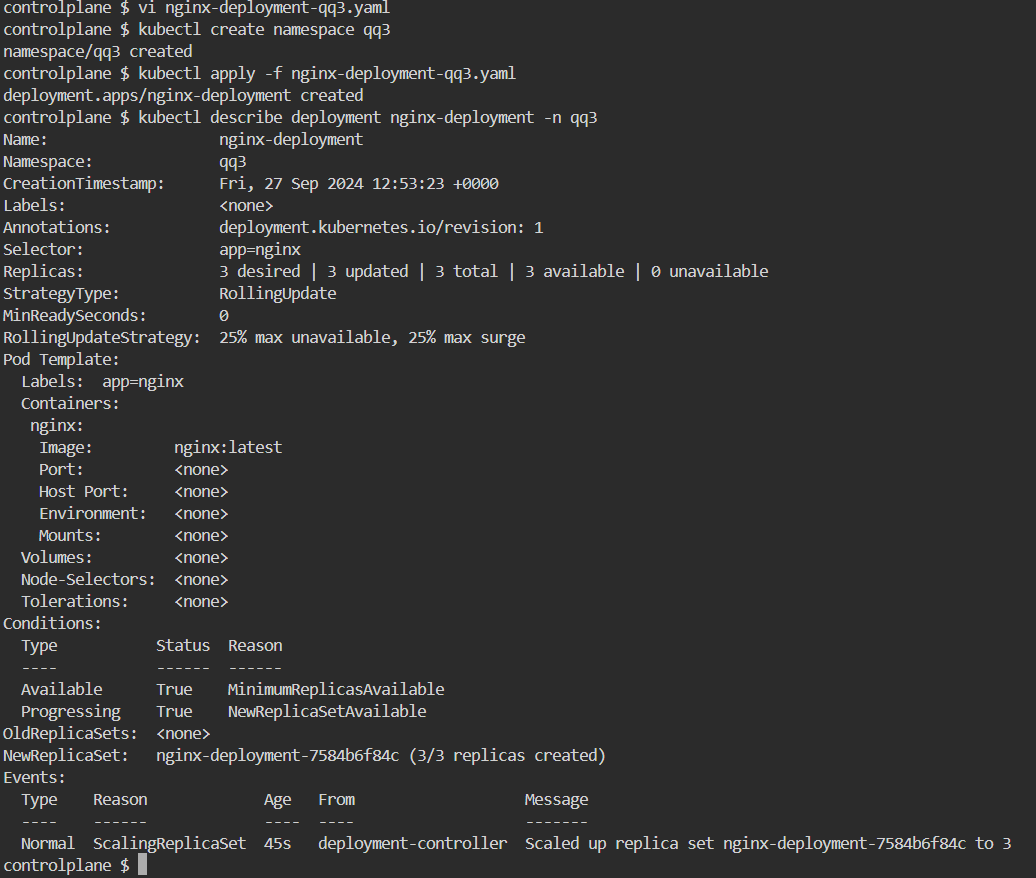 controlplane $ vi nginx-deployment-qq3.yaml
controlplane $ kubectl create namespace qq3
namespace/qq3 created
controlplane $ kubectl apply -f nginx-deployment-qq3.yaml
deployment.apps/nginx-deployment created
controlplane $ kubectl describe deployment nginx-deployment -n qq3
Name:                   nginx-deployment
Namespace:              qq3
CreationTimestamp:      Fri, 27 Sep 2024 12:53:23 +0000
Labels:                 <none>
Annotations:            deployment.kubernetes.io/revision: 1
Selector:               app=nginx
Replicas:               3 desired | 3 updated | 3 total | 3 available | 0 unavailable
StrategyType:           RollingUpdate
MinReadySeconds:        0
RollingUpdateStrategy:  25% max unavailable, 25% max surge
Pod Template:
  Labels:  app=nginx
  Containers:
   nginx:
    Image:         nginx:latest
    Port:          <none>
    Host Port:     <none>
    Environment:   <none>
    Mounts:        <none>
  Volumes:         <none>
  Node-Selectors:  <none>
  Tolerations:     <none>
Conditions:
  Type           Status  Reason
  ----           ------  ------
  Available      True    MinimumReplicasAvailable
  Progressing    True    NewReplicaSetAvailable
OldReplicaSets:  <none>
NewReplicaSet:   nginx-deployment-7584b6f84c (3/3 replicas created)
Events:
  Type    Reason             Age   From                   Message
  ----    ------             ----  ----                   -------
  Normal  ScalingReplicaSet  45s   deployment-controller  Scaled up replica set nginx-deployment-7584b6f84c to 3
controlplane $